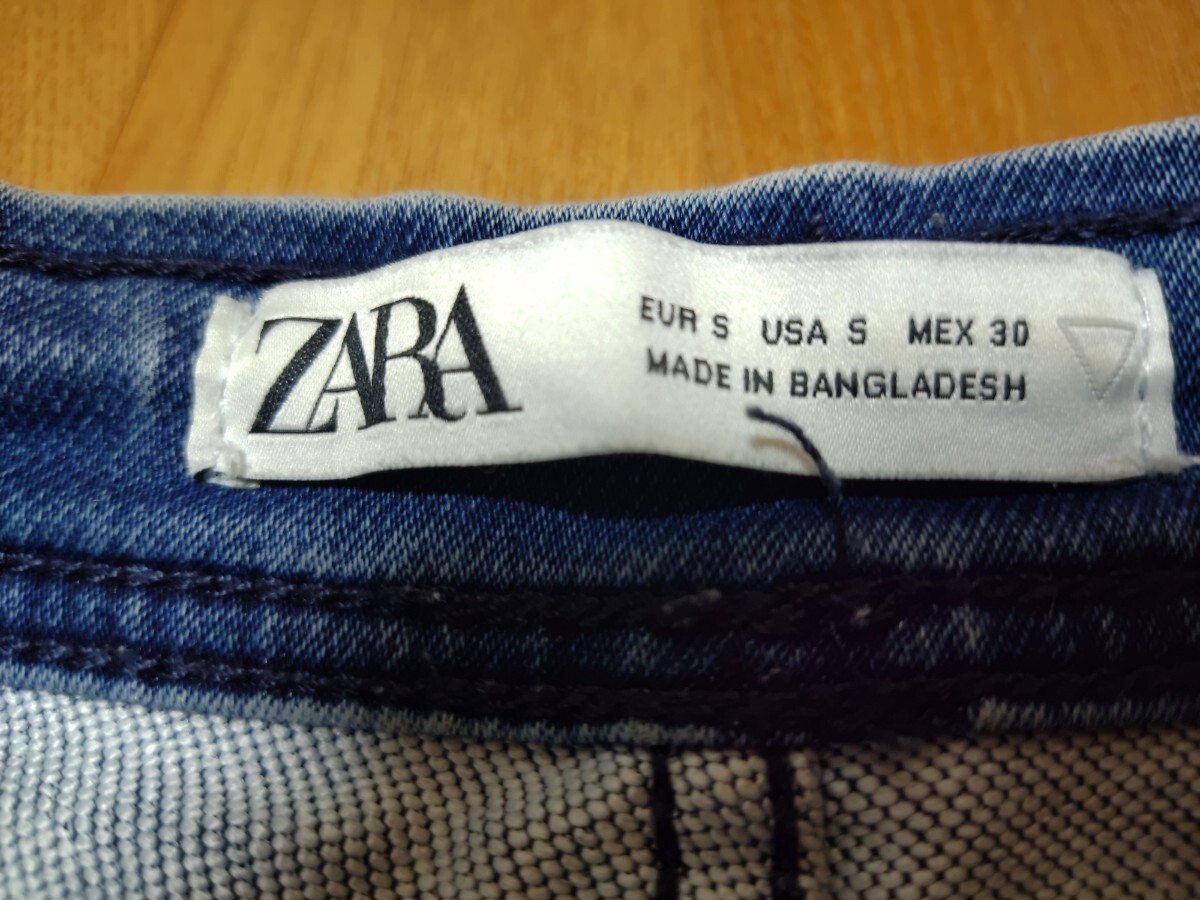 ZARA
EUR S USA S MEX 30
MADE IN BANGLADESH